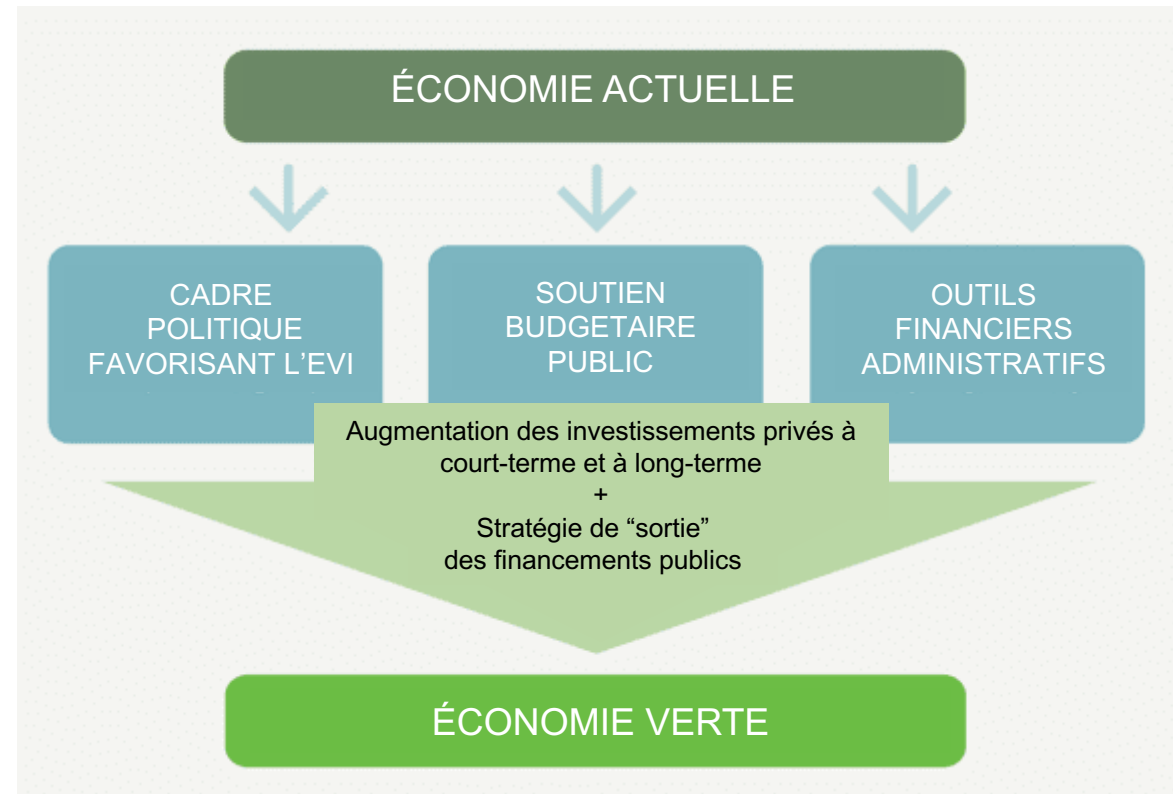 ÉCONOMIE ACTUELLE
CADRE
POLITIQUE
FAVORISANT L’EVI
SOUTIEN
BUDGETAIRE
PUBLIC
OUTILS
FINANCIERS
ADMINISTRATIFS
Augmentation des investissements privés à
court-terme et à long-terme
+
Stratégie de “sortie”
des financements publics
ÉCONOMIE VERTE